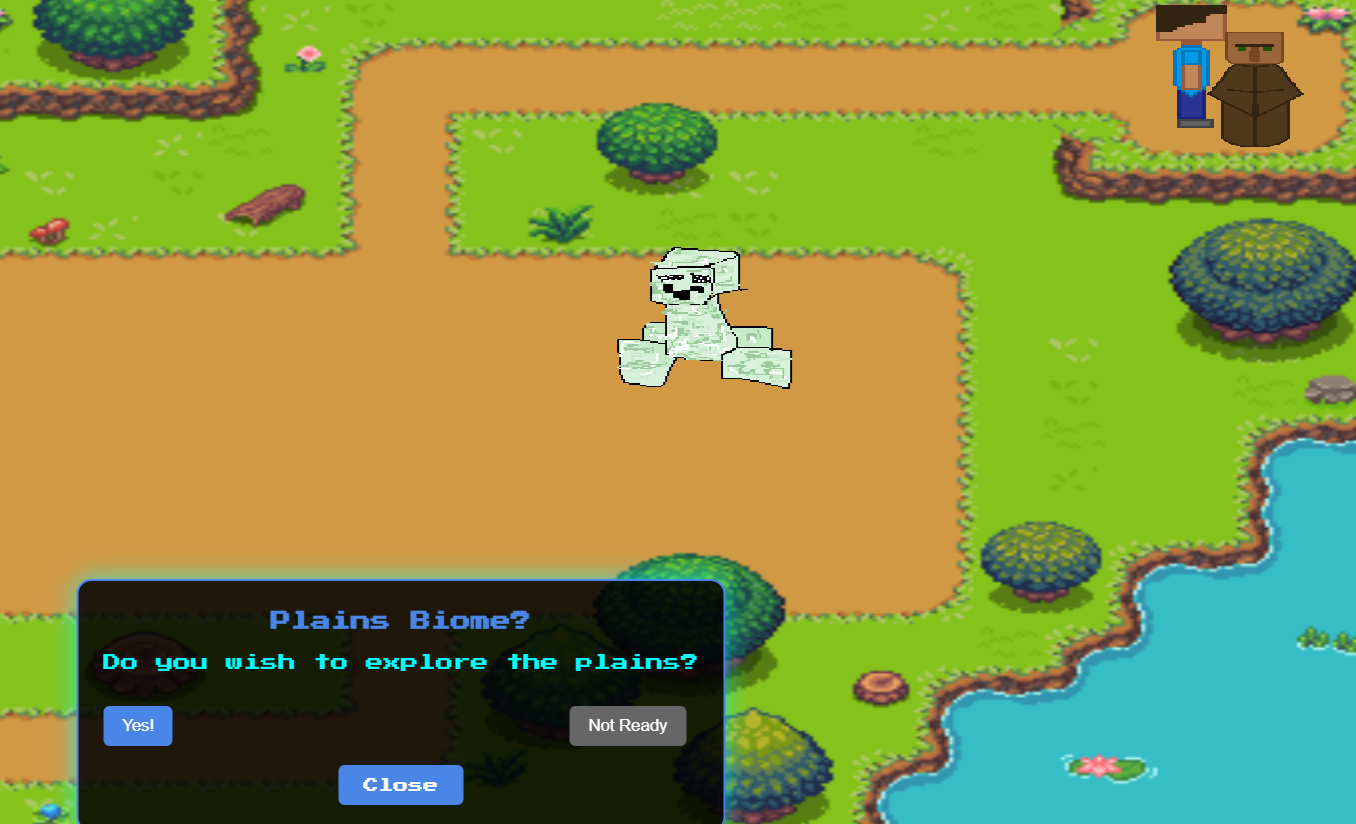 Plains Biome?
Do you wish to explore the plains?
Yes!
Not Ready
Close